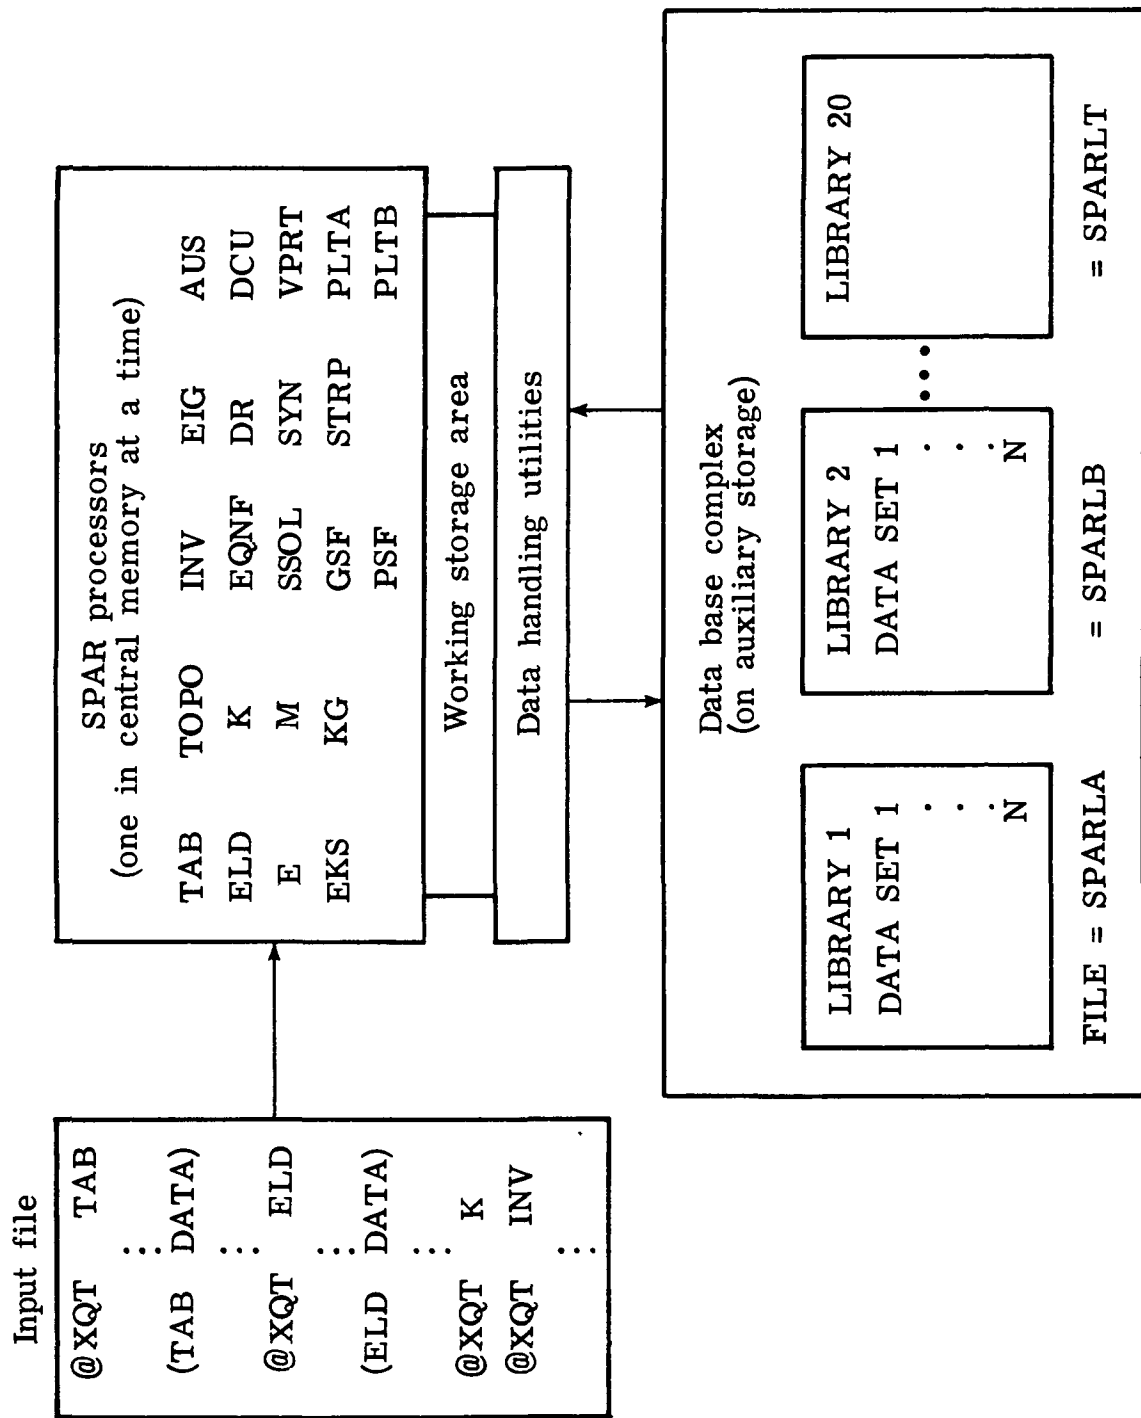 Input file
@XQT TAB
(TAB DATA)
@XQT ELD
(ELD DATA)
@XQT K
@XQT INV
SPAR processors
(one in central memory at a time)
TAB TOPO INV EIG AUS
ELD K EQNF DR DCU
E M SSOL SYN VPRT
EKS KG GSF STRP PLTA
PSF PLTB
Working storage area
Data handling utilities
Data base complex
(on auxiliary storage)
LIBRARY 1
DATA SET 1
N
LIBRARY 2
DATA SET 1
N
LIBRARY 20
FILE = SPARLA = SPARLB = SPARLT